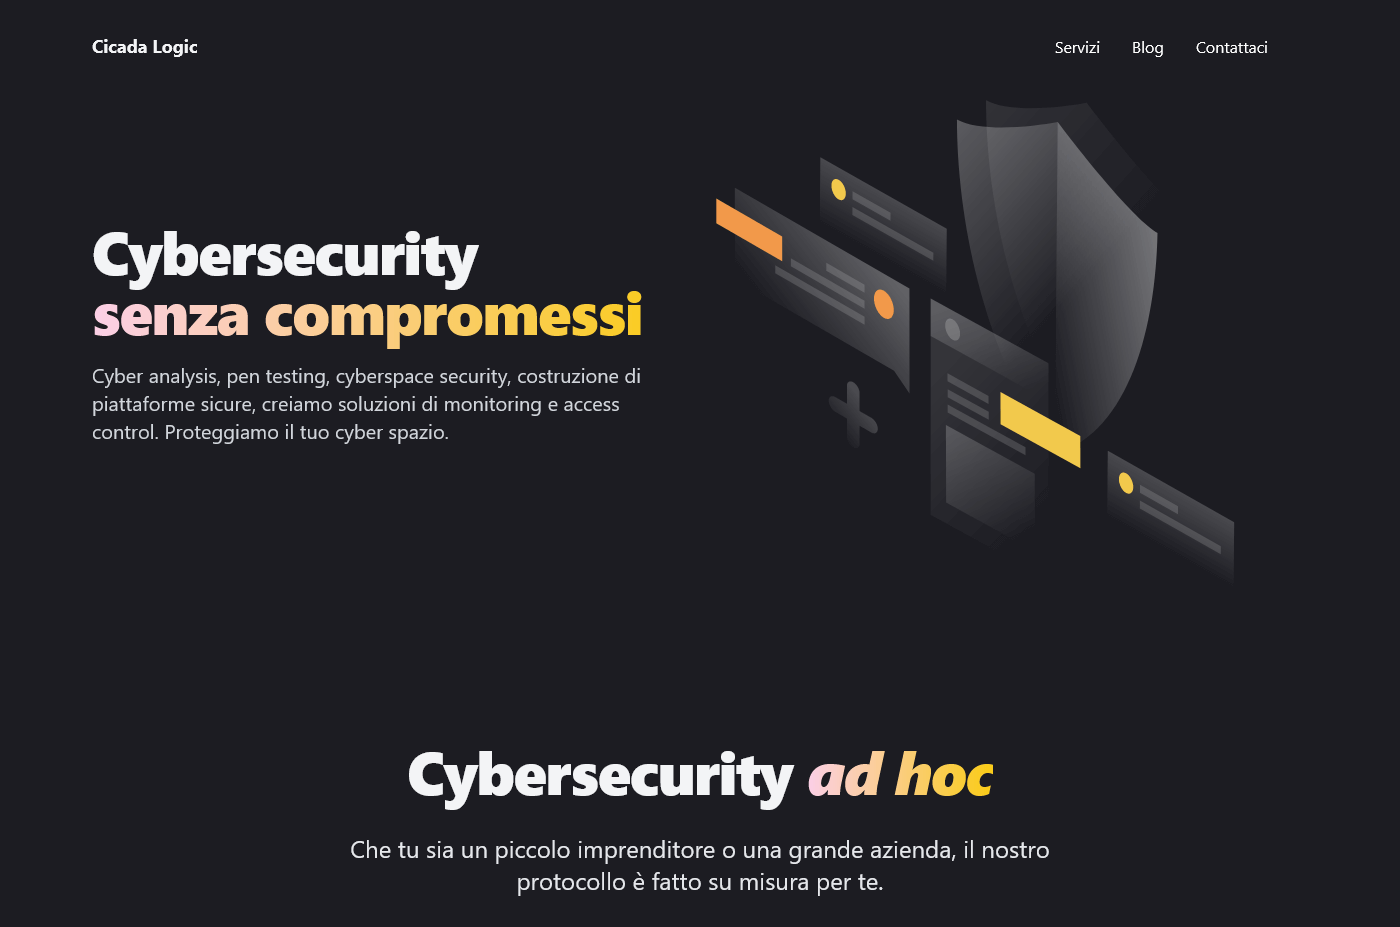 Cicada Logic
Servizi
Blog
Contattaci
Cybersecurity
senza compromessi
Cyber analysis, pen testing, cyberspace security, costruzione di
piattaforme sicure, creiamo soluzioni di monitoring e access
control. Proteggiamo il tuo cyber spazio.
Cybersecurity ad hoc
Che tu sia un piccolo imprenditore o una grande azienda, il nostro
protocollo è fatto su misura per te.